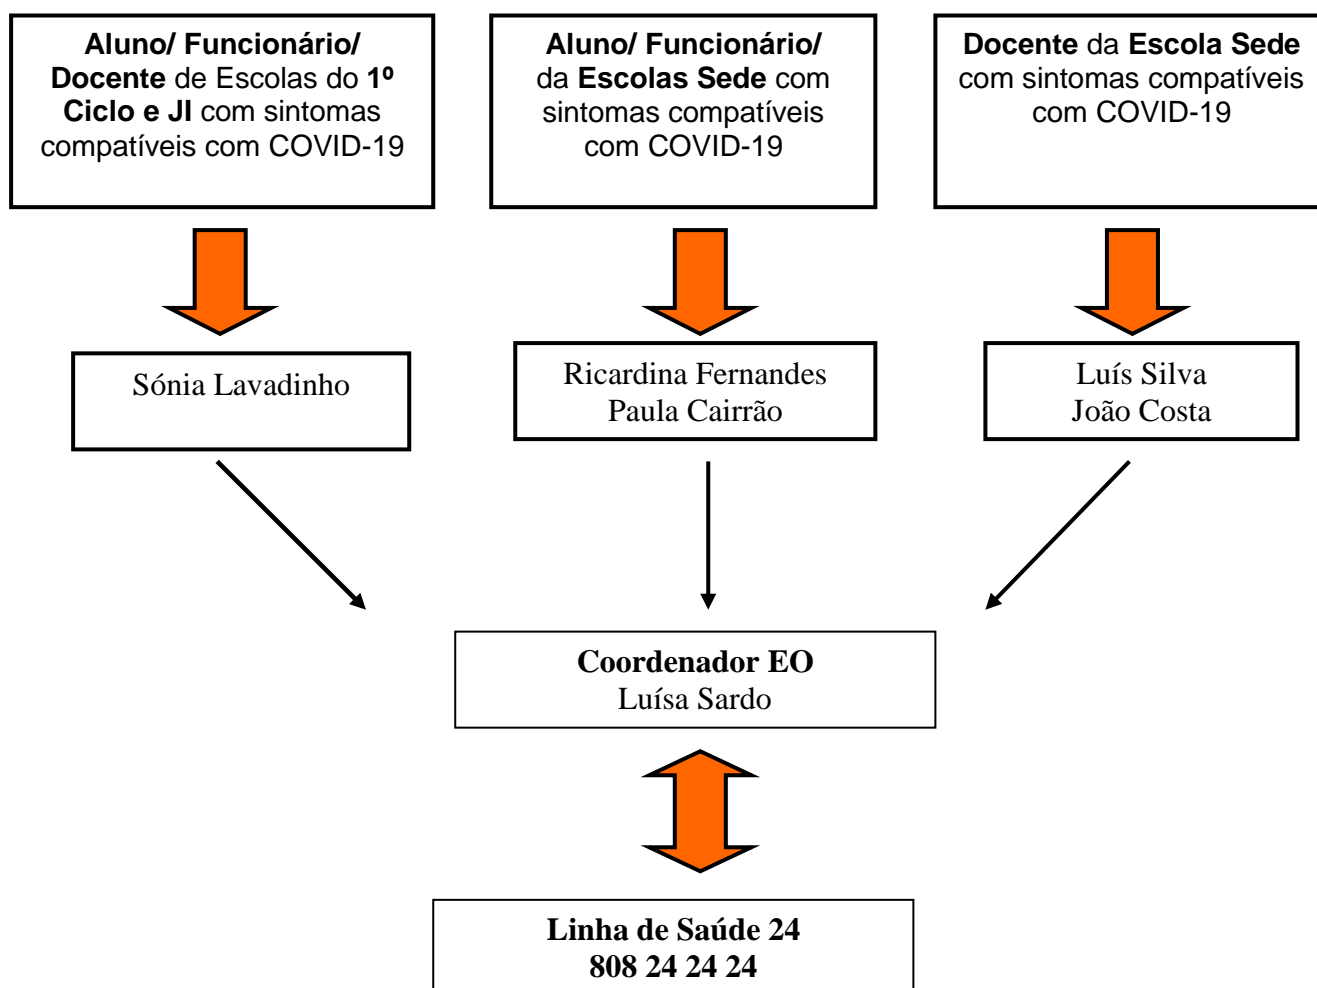 Aluno/ Funcionário/
Docente de Escolas do 1º
Ciclo e JI com sintomas
compatíveis com COVID-19
Aluno/ Funcionário/
da Escolas Sede com
sintomas compatíveis
com COVID-19
Docente da Escola Sede
com sintomas compatíveis
com COVID-19
Sónia Lavadinho
Ricardina Fernandes
Paula Cairrão
Luís Silva
João Costa
Coordenador EO
Luísa Sardo
Linha de Saúde 24
808 24 24 24